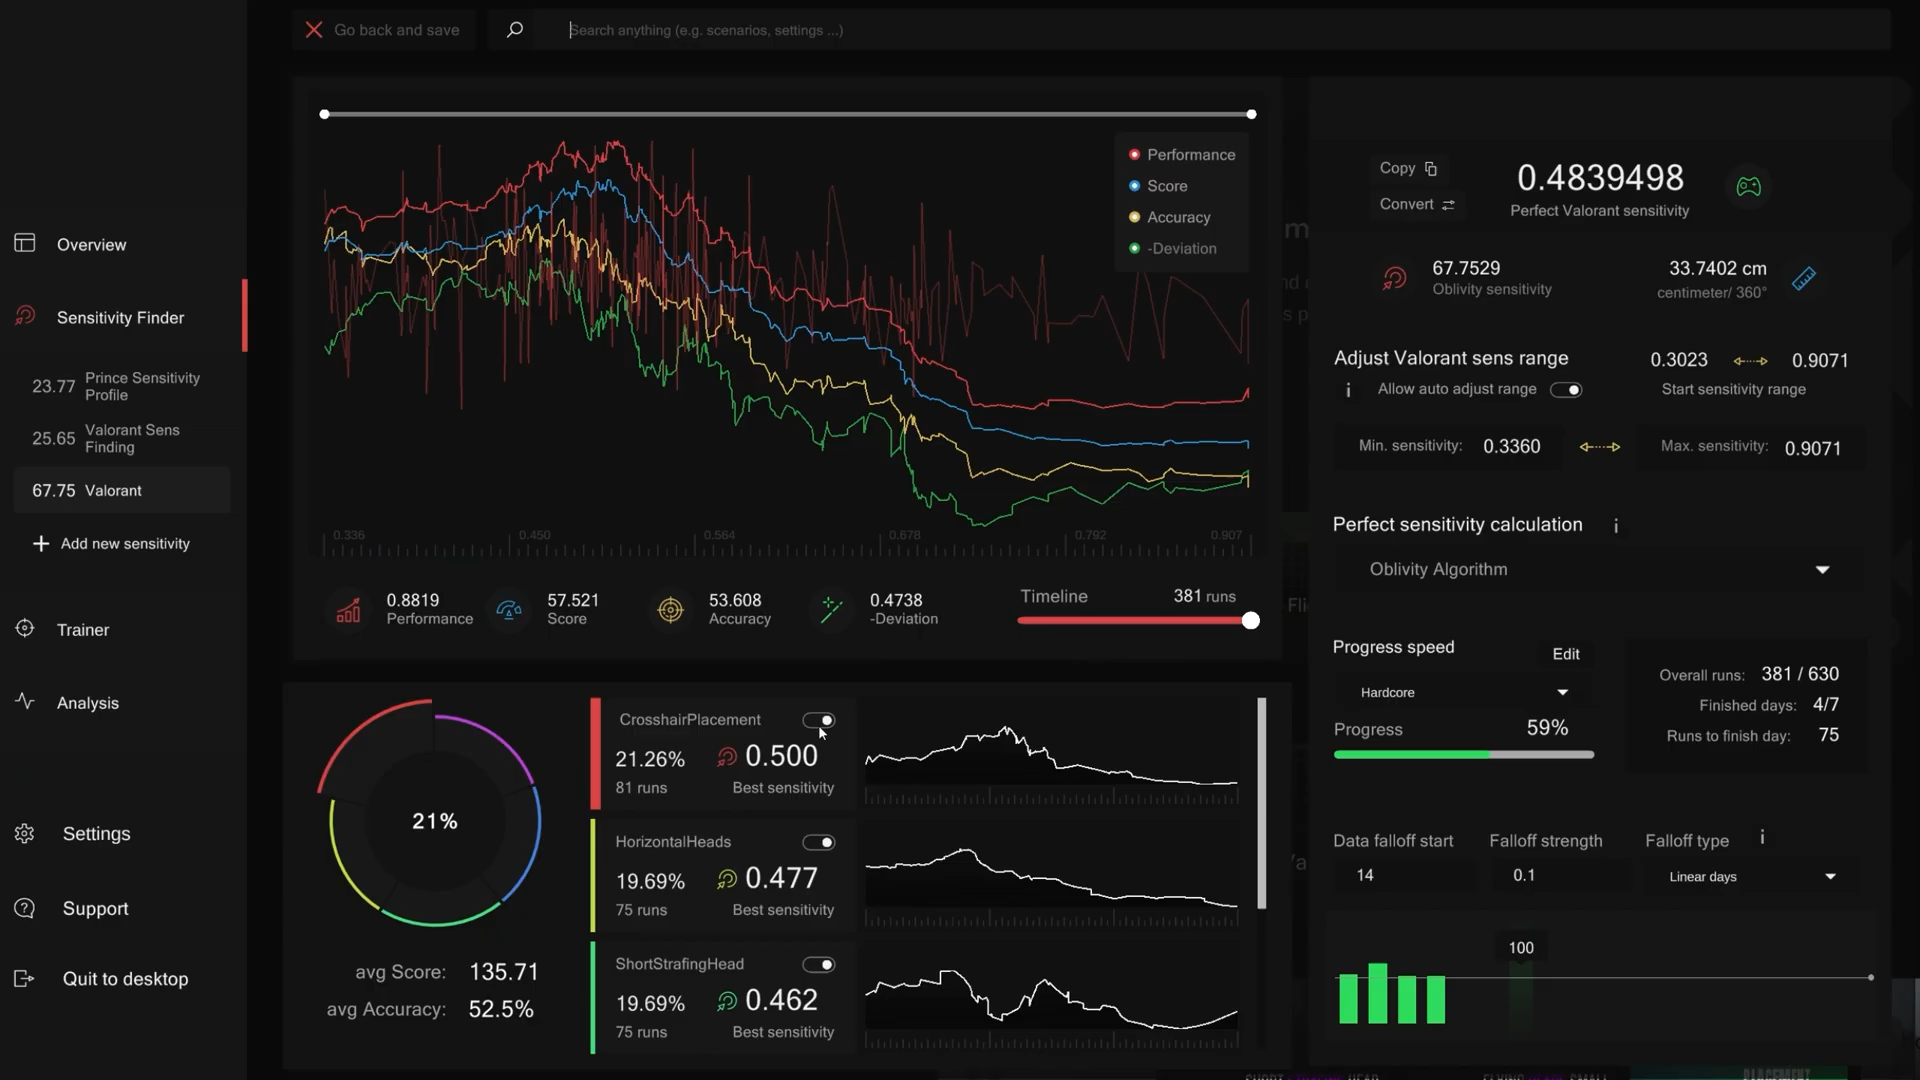 Go back and save
Search anything (e.g. scenarios, settings ...)
Overview
Sensitivity Finder
23.77 Prince Sensitivity
Profile
25.65 Valorant Sens
Finding
67.75 Valorant
Add new sensitivity
Trainer
Analysis
Settings
Support
Quit to desktop
Performance
Score
Accuracy
-Deviation
0.336 0.450 0.564 0.678 0.792 0.907
0.8819
Performance
57.521
Score
53.608
Accuracy
0.4738
-Deviation
Timeline 381 runs
21%
avg Score: 135.71
avg Accuracy: 52.5%
CrosshairPlacement
21.26% 0.500
81 runs Best sensitivity
HorizontalHeads
19.69% 0.477
75 runs Best sensitivity
ShortStrafingHead
19.69% 0.462
75 runs Best sensitivity
Copy
Convert
0.4839498
Perfect Valorant sensitivity
67.7529
Oblivity sensitivity
33.7402 cm
centimeter/ 360°
Adjust Valorant sens range 0.3023 0.9071
i Allow auto adjust range Start sensitivity range
Min. sensitivity: 0.3360 Max. sensitivity: 0.9071
Perfect sensitivity calculation i
Oblivity Algorithm
Progress speed Edit
Hardcore
Progress 59%
Overall runs: 381 / 630
Finished days: 4/7
Runs to finish day: 75
Data falloff start Falloff strength Falloff type i
14 0.1 Linear days
100